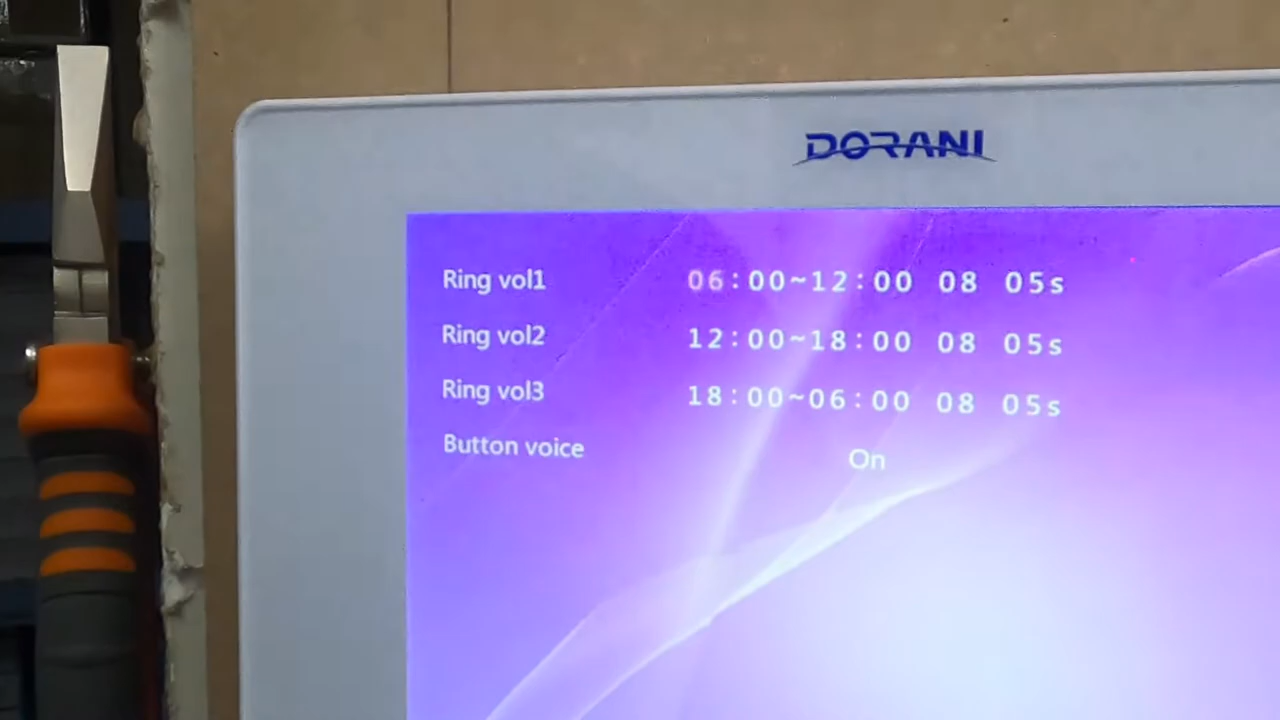 DORANI
Ring vol1 06:00~12:00 08 05s
Ring vol2 12:00~18:00 08 05s
Ring vol3 18:00~06:00 08 05s
Button voice On